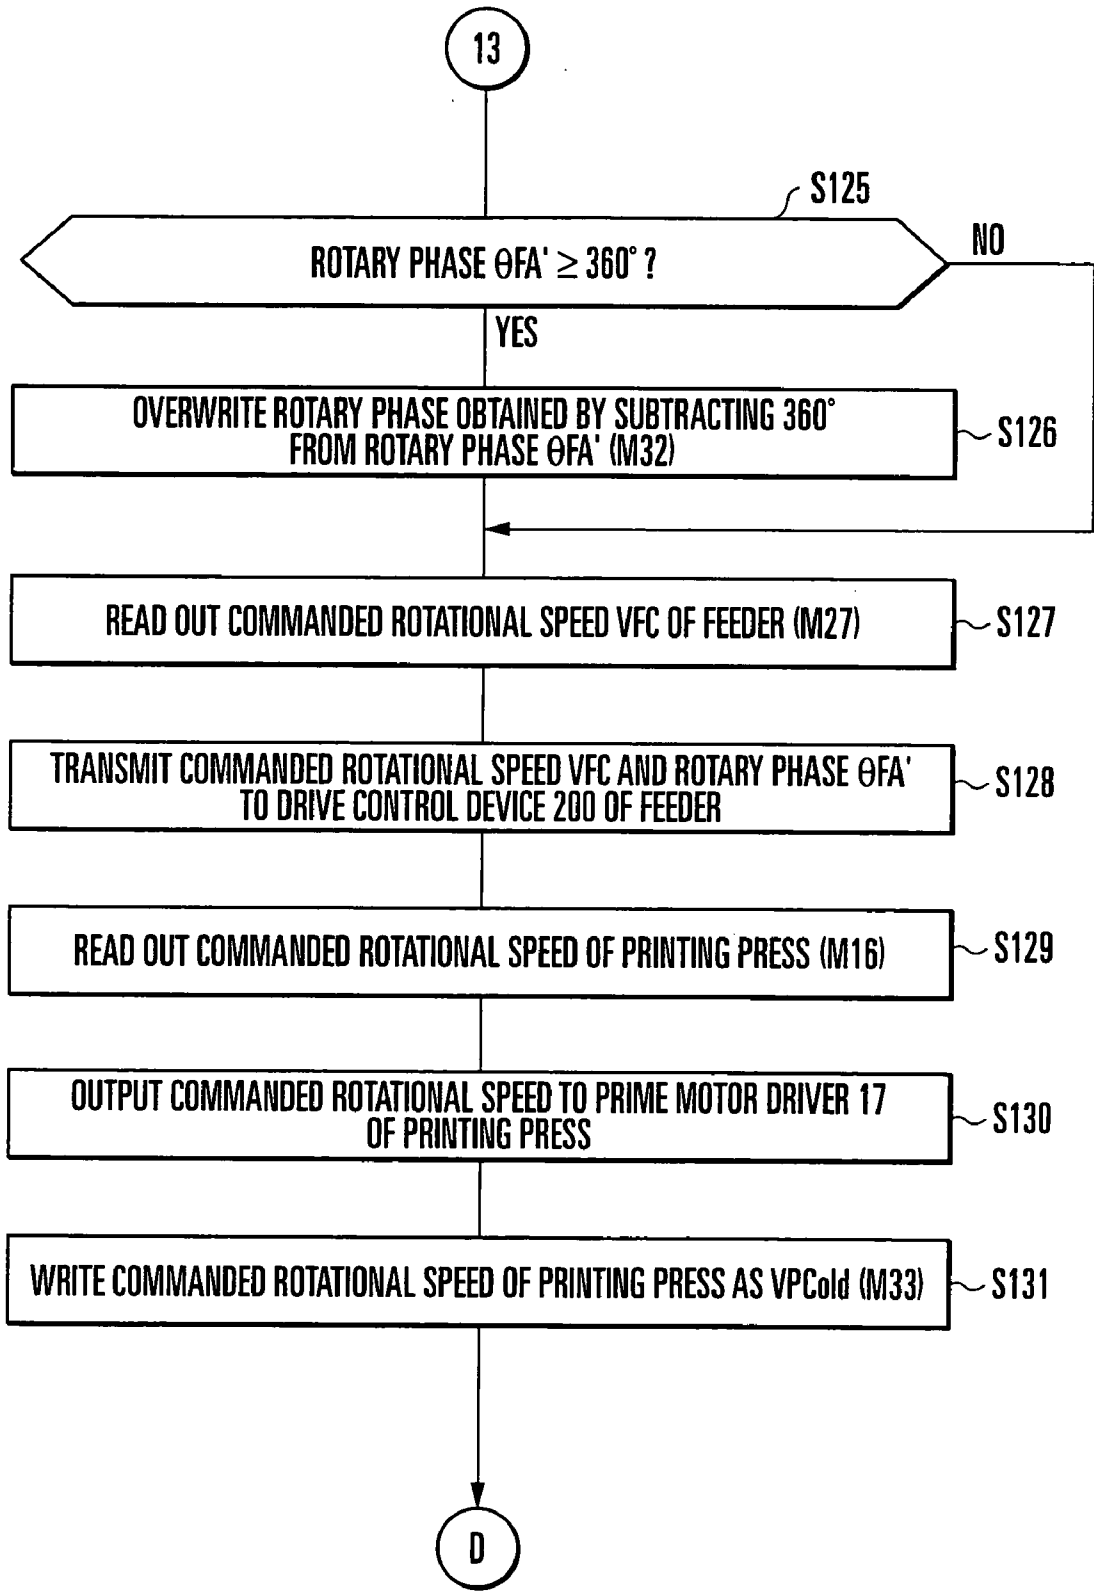 13
S125
ROTARY PHASE θFA' ≥ 360° ?
NO
YES
OVERWRITE ROTARY PHASE OBTAINED BY SUBTRACTING 360°
FROM ROTARY PHASE θFA' (M32)
S126
READ OUT COMMANDED ROTATIONAL SPEED VFC OF FEEDER (M27)
S127
TRANSMIT COMMANDED ROTATIONAL SPEED VFC AND ROTARY PHASE θFA'
TO DRIVE CONTROL DEVICE 200 OF FEEDER
S128
READ OUT COMMANDED ROTATIONAL SPEED OF PRINTING PRESS (M16)
S129
OUTPUT COMMANDED ROTATIONAL SPEED TO PRIME MOTOR DRIVER 17
OF PRINTING PRESS
S130
WRITE COMMANDED ROTATIONAL SPEED OF PRINTING PRESS AS VPCold (M33)
S131
D